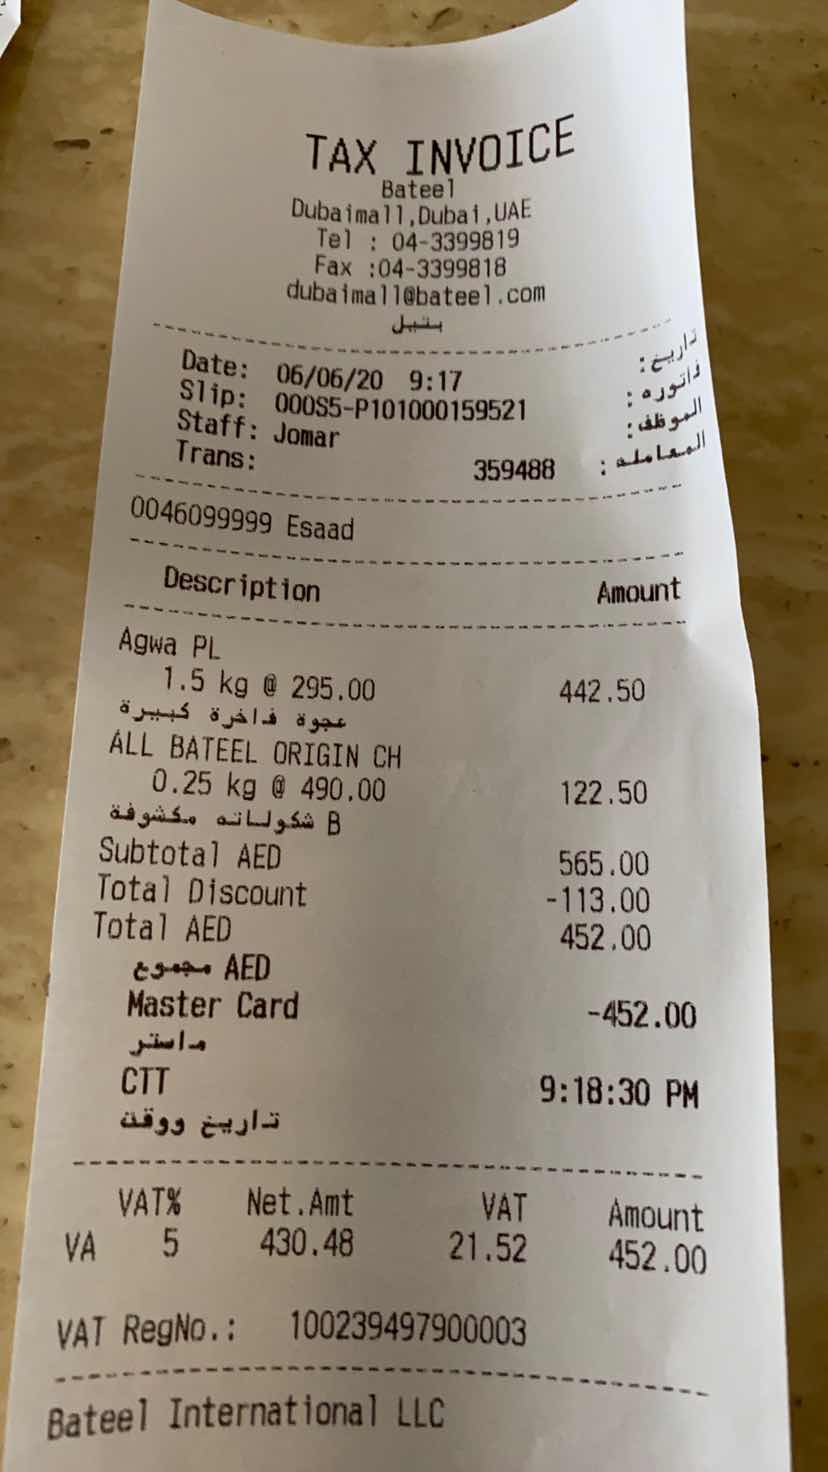 TAX INVOICE
Bateel
Dubaimall,Dubai,UAE
Tel : 04-3399819
Fax :04-3399818
dubaimall@bateel.com
بتيل
Date: 06/06/20 9:17 تاريخ:
Slip: 000S5-P101000159521 فاتوره:
Staff: Jomar الموظف:
Trans: 359488 المعامله:
0046099999 Esaad
Description Amount
Agwa PL
1.5 kg @ 295.00 442.50
عجوة فاخرة كبيرة
ALL BATEEL ORIGIN CH
0.25 kg @ 490.00 122.50
شكولاته مكشوفة B
Subtotal AED 565.00
Total Discount -113.00
Total AED 452.00
مجموع AED
Master Card -452.00
ماستر
CTT 9:18:30 PM
تاريخ ووقت
VAT% Net.Amt VAT Amount
VA 5 430.48 21.52 452.00
VAT RegNo.: 100239497900003
Bateel International LLC